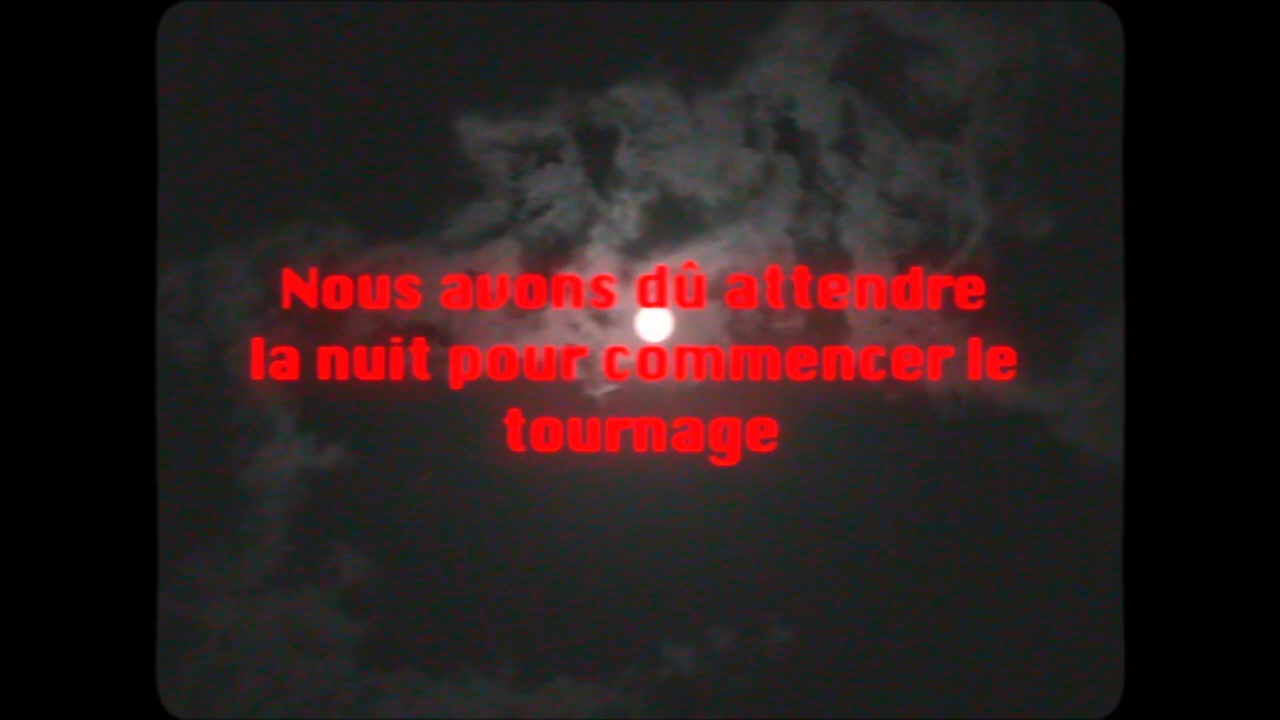 Nous avons dû attendre
la nuit pour commencer le
tournage